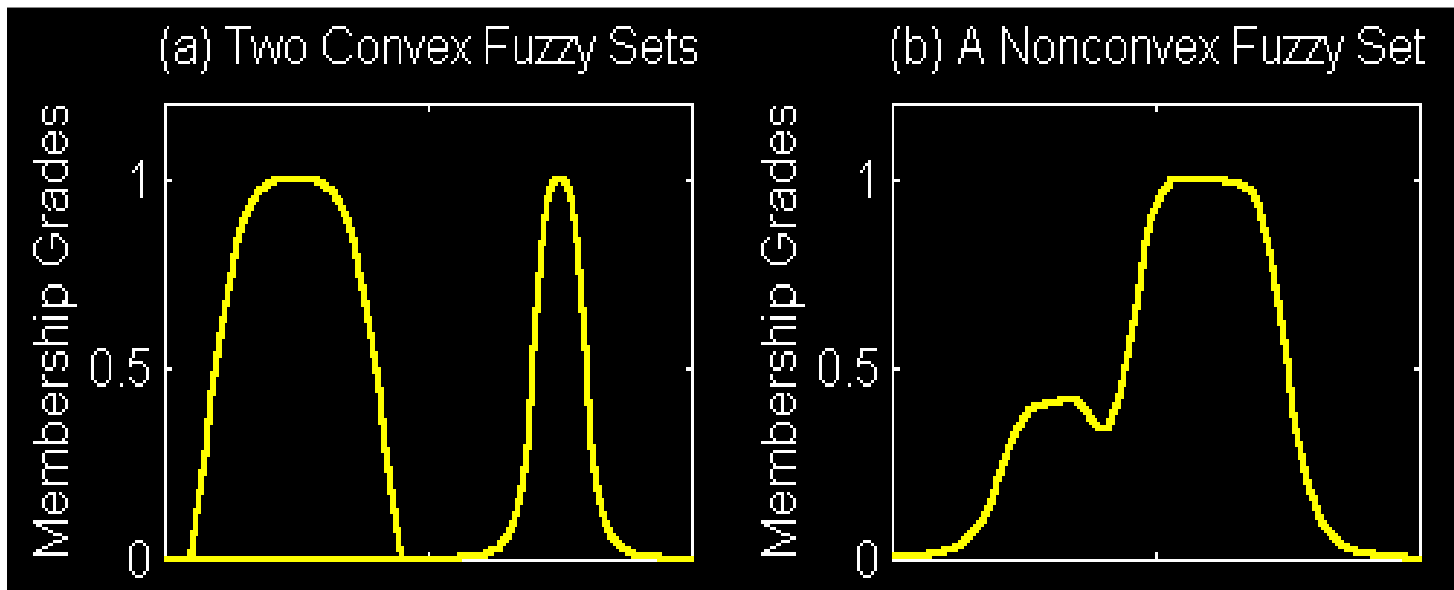 (a) Two Convex Fuzzy Sets
Membership Grades
1
0.5
0
(b) A Nonconvex Fuzzy Set
Membership Grades
1
0.5
0